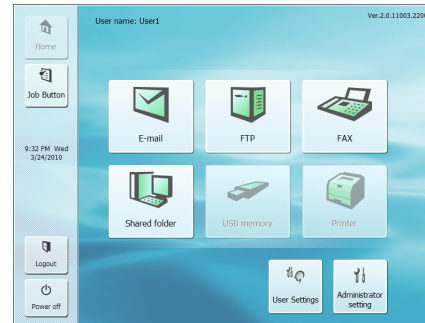 Home
Job Button
9:32 PM Wed
3/24/2010
Logout
Power off
User name: User1
Ver.2.0.11003.2200
E-mail
FTP
FAX
Shared folder
USB memory
Printer
User Settings
Administrator
setting